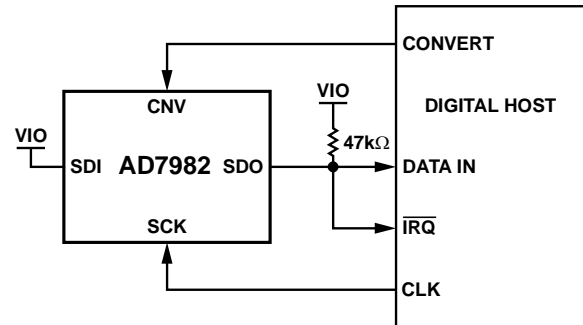 CONVERT
VIO
CNV
DIGITAL HOST
VIO
47kΩ
SDI
AD7982
SDO
DATA IN
SCK
IRQ
CLK